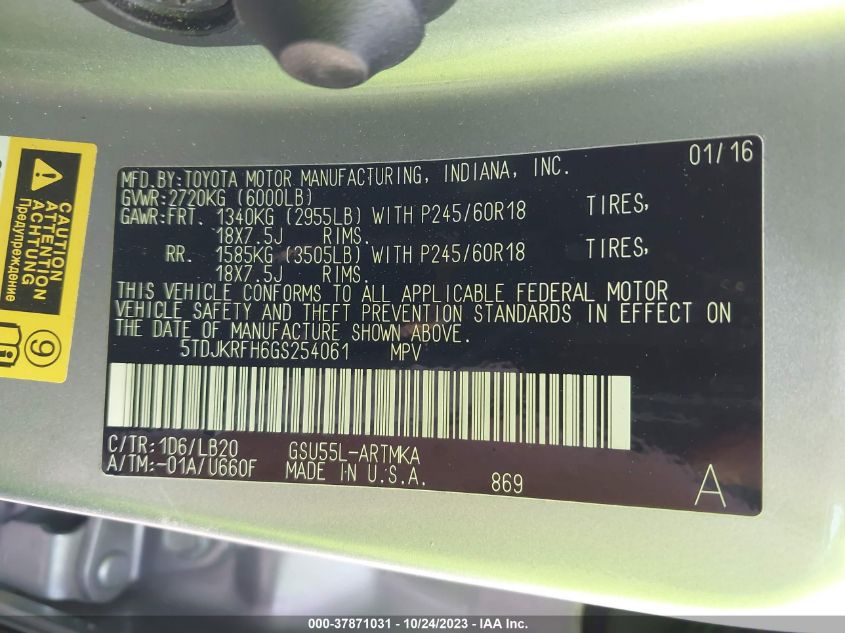 01/16
MFD.BY:TOYOTA MOTOR MANUFACTURING, INDIANA, INC.
GVWR:2720KG (6000LB)
GAWR:FRT. 1340KG (2955LB) WITH P245/60R18 TIRES,
18X7.5J RIMS.
RR. 1585KG (3505LB) WITH P245/60R18 TIRES,
18X7.5J RIMS.
THIS VEHICLE CONFORMS TO ALL APPLICABLE FEDERAL MOTOR
VEHICLE SAFETY AND THEFT PREVENTION STANDARDS IN EFFECT ON
THE DATE OF MANUFACTURE SHOWN ABOVE.
5TDJKRFH6GS254061 MPV
C/TR:1D6/LB20 GSU55L-ARTMKA
A/TM:-01A/U660F MADE IN U.S.A. 869 A
CAUTION
ATTENTION
ACHTUNG
Предупреждение
9
000-37871031 - 10/24/2023 - IAA Inc.